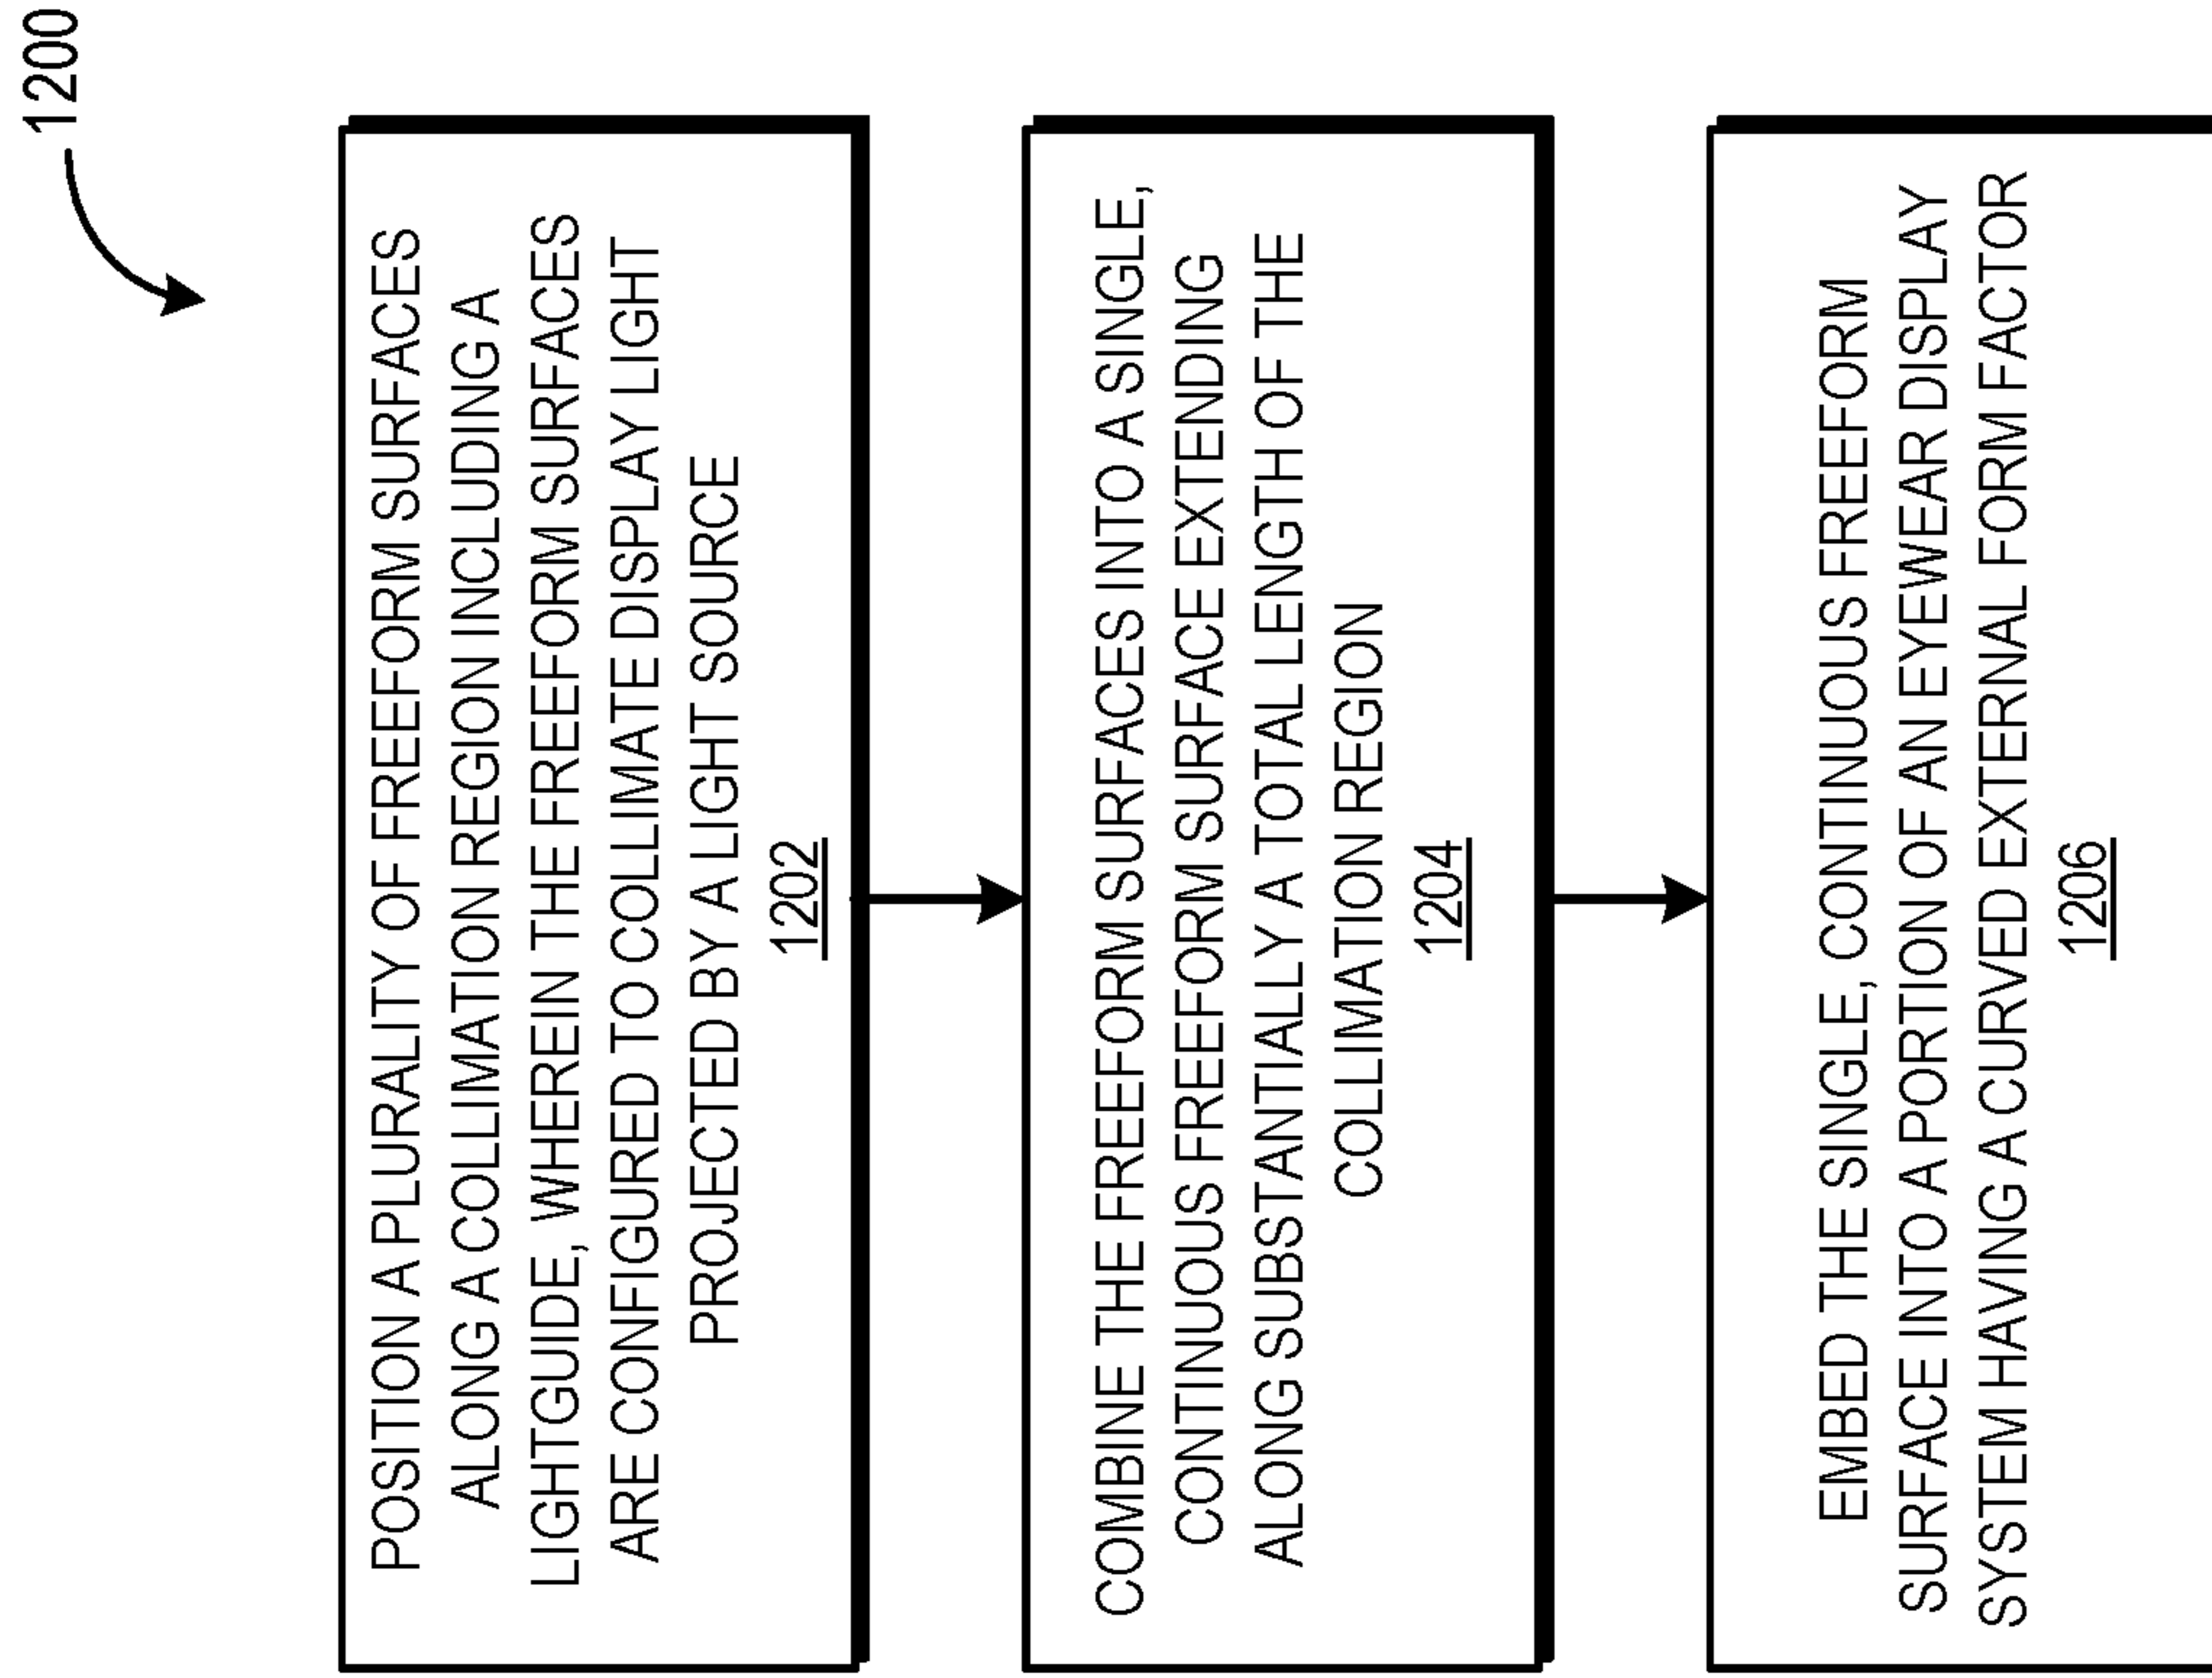 1200
POSITION A PLURALITY OF FREEFORM SURFACES
ALONG A COLLIMATION REGION INCLUDING A
LIGHTGUIDE, WHEREIN THE FREEFORM SURFACES
ARE CONFIGURED TO COLLIMATE DISPLAY LIGHT
PROJECTED BY A LIGHT SOURCE
1202
COMBINE THE FREEFORM SURFACES INTO A SINGLE,
CONTINUOUS FREEFORM SURFACE EXTENDING
ALONG SUBSTANTIALLY A TOTAL LENGTH OF THE
COLLIMATION REGION
1204
EMBED THE SINGLE, CONTINUOUS FREEFORM
SURFACE INTO A PORTION OF AN EYEWEAR DISPLAY
SYSTEM HAVING A CURVED EXTERNAL FORM FACTOR
1206